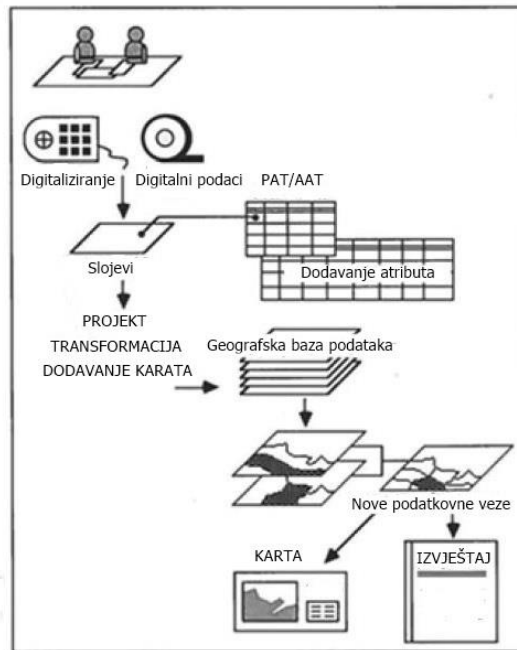 Digitaliziranje
Digitalni podaci
PAT/AAT
Slojevi
Dodavanje atributa
PROJEKT
TRANSFORMACIJA
DODAVANJE KARATA
Geografska baza podataka
Nove podatkovne veze
KARTA
IZVJEŠTAJ